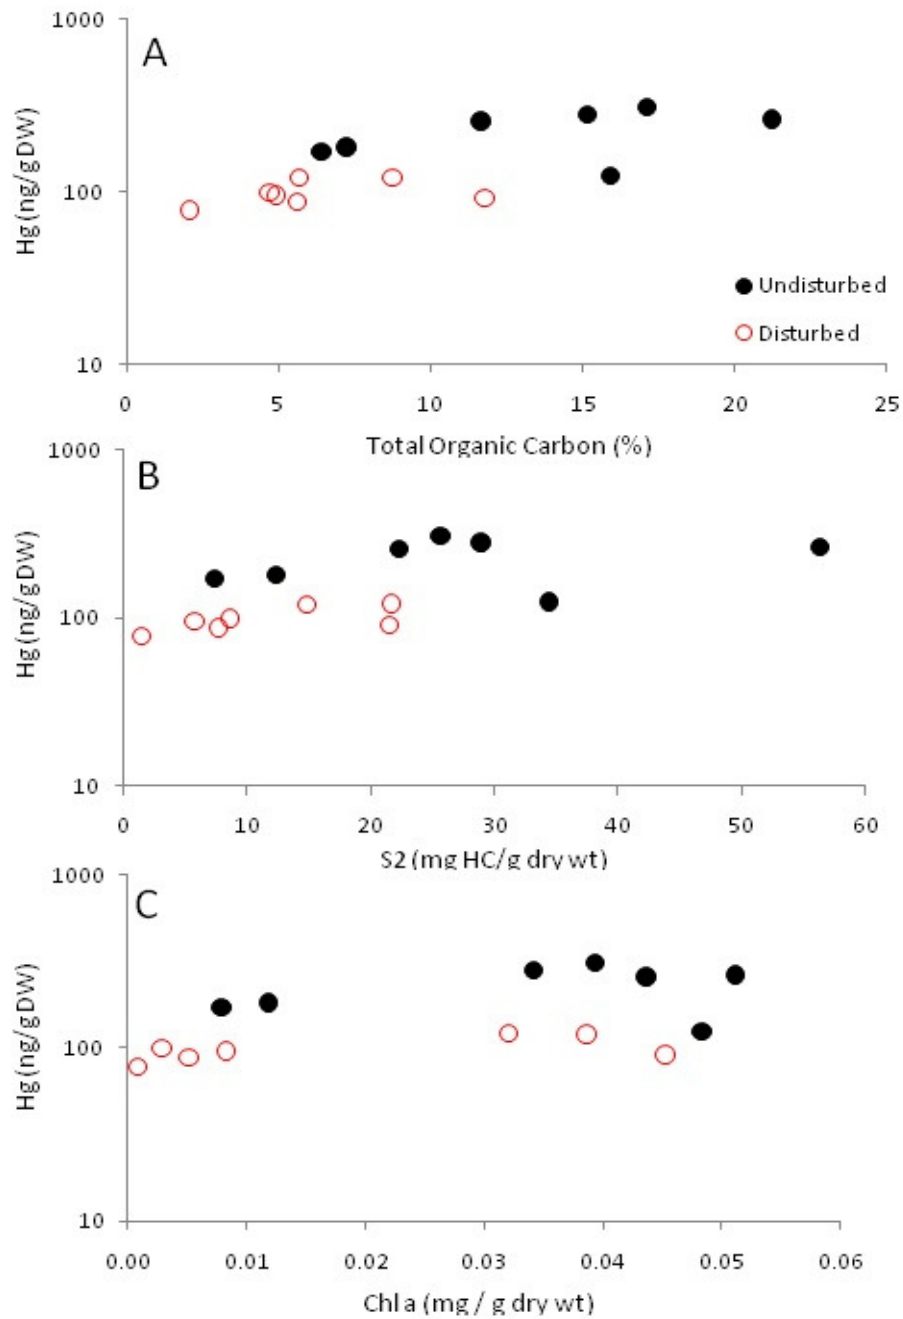 1000
A
Hg (ng/gDW)
100
Undisturbed
Disturbed
10
0 5 10 15 20 25
Total Organic Carbon (%)
1000
B
Hg (ng/gDW)
100
10
0 10 20 30 40 50 60
S2 (mg HC/g dry wt)
1000
C
Hg (ng/gDW)
100
10
0.00 0.01 0.02 0.03 0.04 0.05 0.06
Chl a (mg / g dry wt)